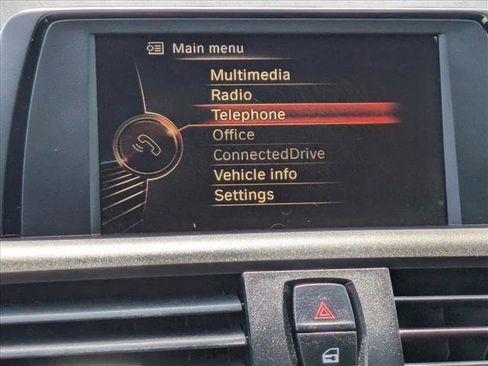 Main menu
Multimedia
Radio
Telephone
Office
ConnectedDrive
Vehicle info
Settings